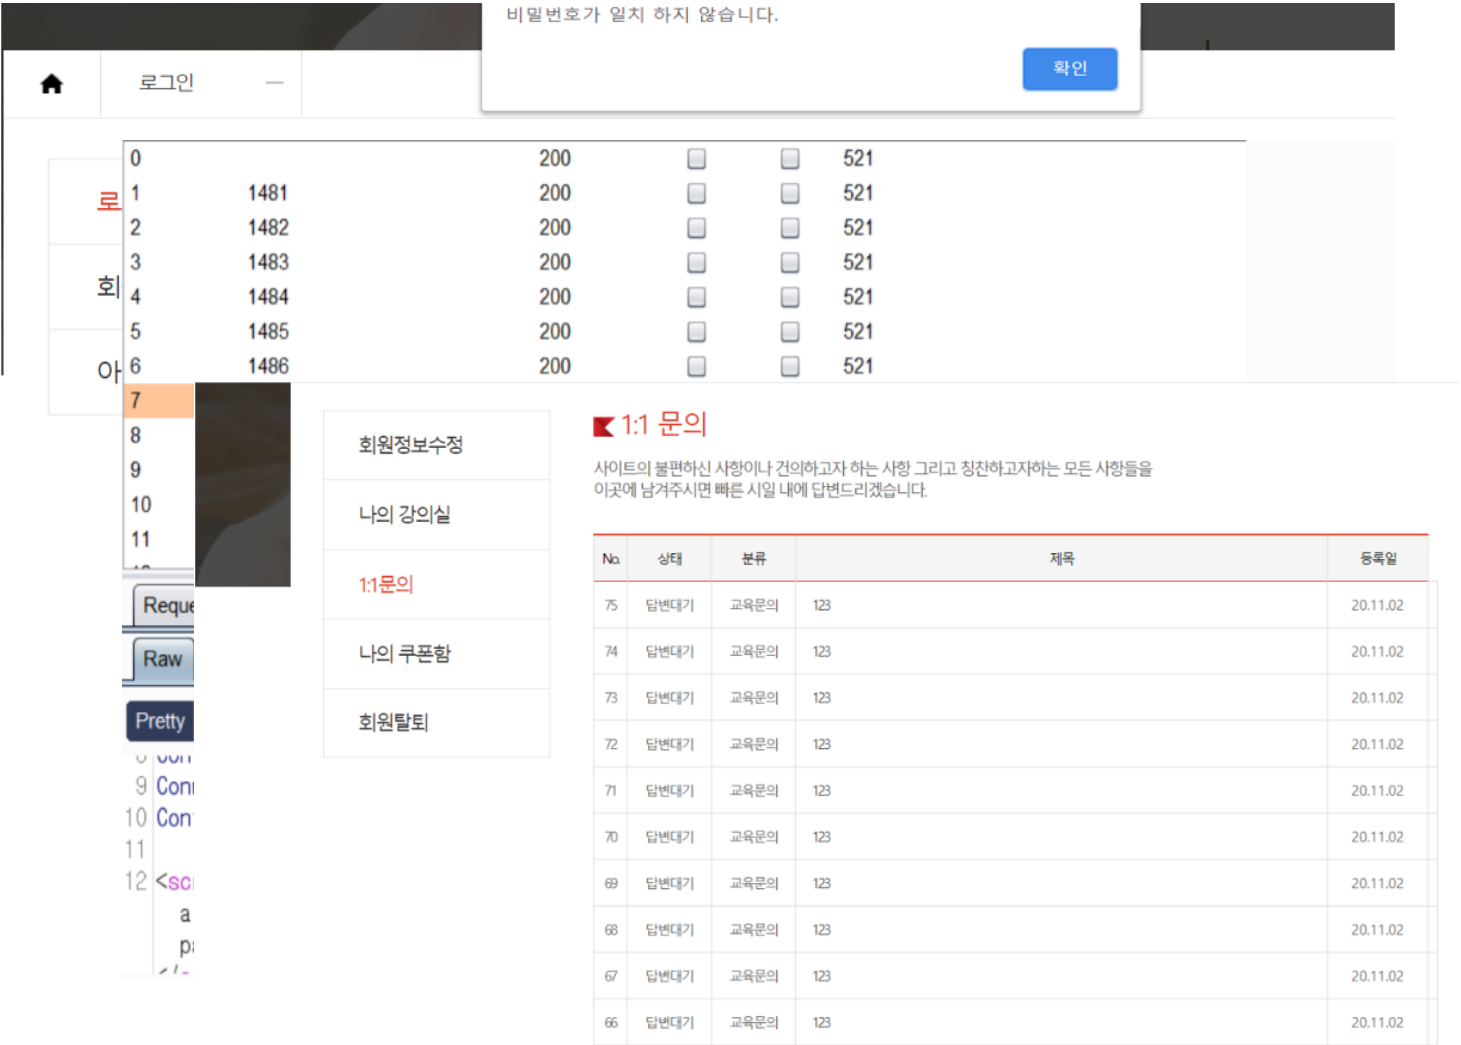 비밀번호가 일치 하지 않습니다.
확인
로그인
로
회
아
0 200 521
1 1481 200 521
2 1482 200 521
3 1483 200 521
4 1484 200 521
5 1485 200 521
6 1486 200 521
7
8
9
10
11
Reque
Raw
Pretty
9 Conn
10 Con
11
12 <scr
a
pa
회원정보수정
나의 강의실
1:1문의
나의 쿠폰함
회원탈퇴
1:1 문의
사이트의 불편하신 사항이나 건의하고자 하는 사항 그리고 칭찬하고자하는 모든 사항들을
이곳에 남겨주시면 빠른 시일 내에 답변드리겠습니다.
No. 상태 분류 제목 등록일
75 답변대기 교육문의 123 20.11.02
74 답변대기 교육문의 123 20.11.02
73 답변대기 교육문의 123 20.11.02
72 답변대기 교육문의 123 20.11.02
71 답변대기 교육문의 123 20.11.02
70 답변대기 교육문의 123 20.11.02
69 답변대기 교육문의 123 20.11.02
68 답변대기 교육문의 123 20.11.02
67 답변대기 교육문의 123 20.11.02
66 답변대기 교육문의 123 20.11.02